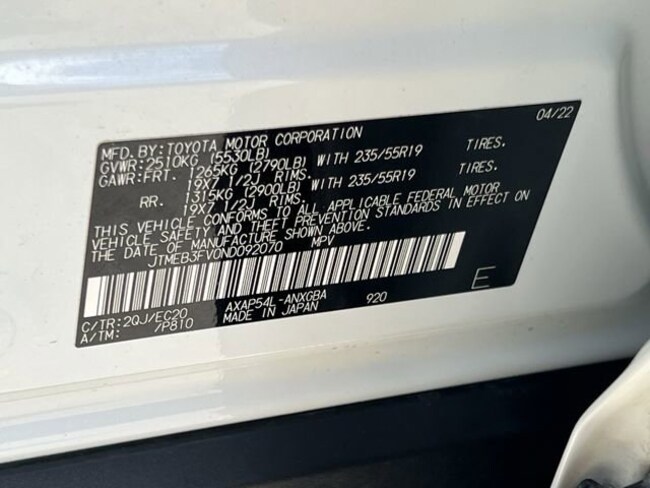 04/22
MFD.BY:TOYOTA MOTOR CORPORATION
GVWR:2510KG (5530LB)
GAWR:FRT. 1265KG (2790LB) WITH 235/55R19 TIRES.
19X7 1/2J RIMS.
RR. 1315KG (2900LB) WITH 235/55R19 TIRES.
19X7 1/2J RIMS.
THIS VEHICLE CONFORMS TO ALL APPLICABLE FEDERAL MOTOR
VEHICLE SAFETY AND THEFT PREVENTION STANDARDS IN EFFECT ON
THE DATE OF MANUFACTURE SHOWN ABOVE.
JTMEB3FV0ND092070 MPV
C/TR:2QJ/EC20 AXAP54L-ANXGBA 920 E
A/TM: /P810 MADE IN JAPAN